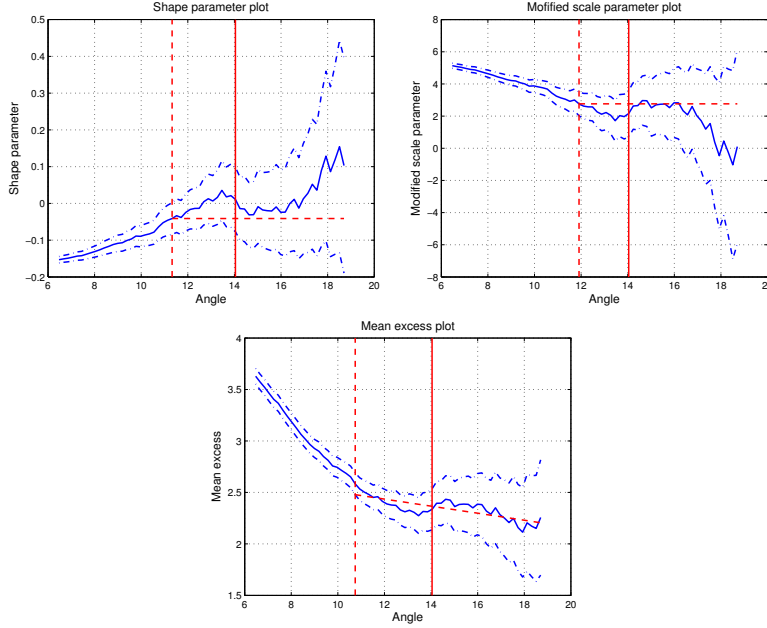 Shape parameter plot
0.5
0.4
0.3
0.2
0.1
0
−0.1
−0.2
6 8 10 12 14 16 18 20
Shape parameter
Angle
Mofified scale parameter plot
8
6
4
2
0
−2
−4
−6
−8
6 8 10 12 14 16 18 20
Modified scale parameter
Angle
Mean excess plot
4
3.5
3
2.5
2
1.5
6 8 10 12 14 16 18 20
Mean excess
Angle